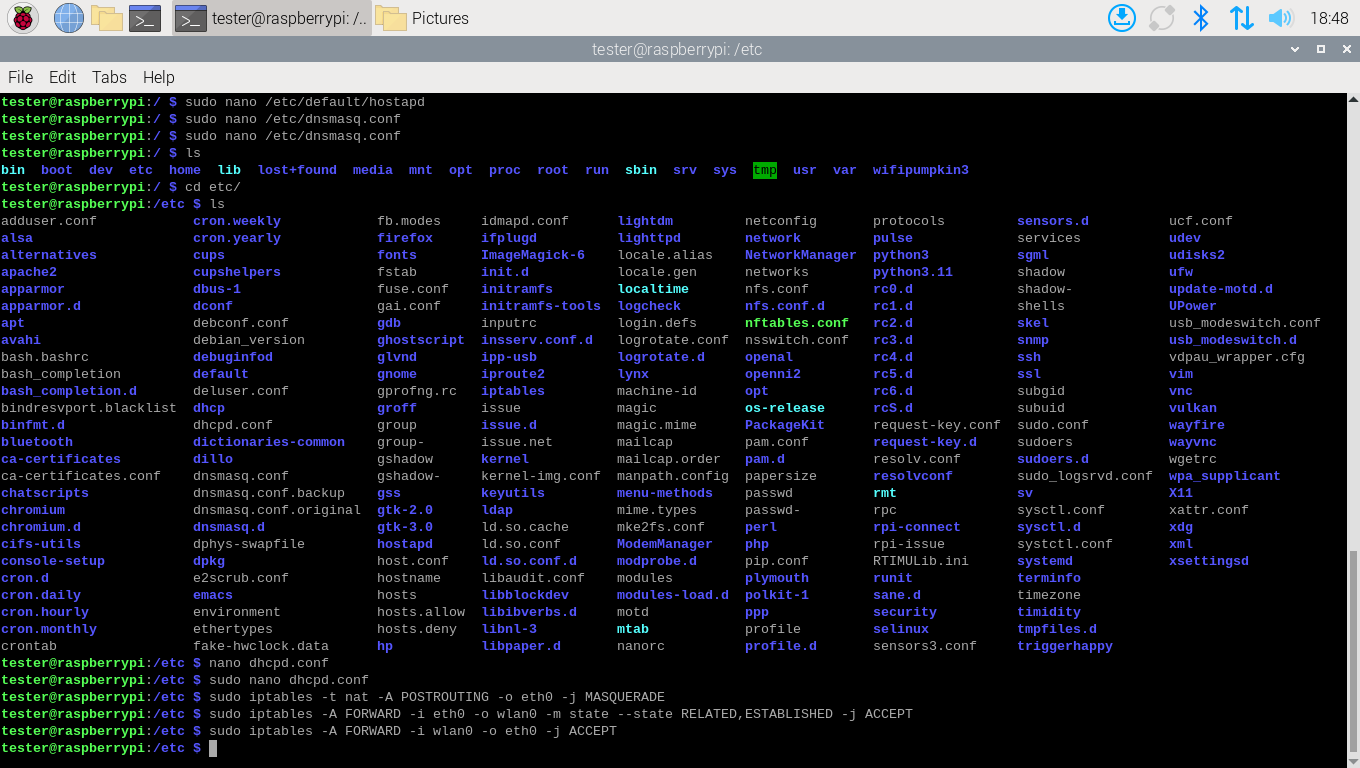 tester@raspberrypi: /.. Pictures 18:48
tester@raspberrypi: /etc
File Edit Tabs Help
tester@raspberrypi:/ $ sudo nano /etc/default/hostapd
tester@raspberrypi:/ $ sudo nano /etc/dnsmasq.conf
tester@raspberrypi:/ $ sudo nano /etc/dnsmasq.conf
tester@raspberrypi:/ $ ls
bin boot dev etc home lib lost+found media mnt opt proc root run sbin srv sys tmp usr var wifipumpkin3
tester@raspberrypi:/ $ cd etc/
tester@raspberrypi:/etc $ ls
adduser.conf cron.weekly fb.modes idmapd.conf lightdm netconfig protocols sensors.d ucf.conf
alsa cron.yearly firefox ifplugd lighttpd network pulse services udev
alternatives cups fonts ImageMagick-6 locale.alias NetworkManager python3 sgml udisks2
apache2 cupshelpers fstab init.d locale.gen networks python3.11 shadow ufw
apparmor dbus-1 fuse.conf initramfs localtime nfs.conf rc0.d shadow- update-motd.d
apparmor.d dconf gai.conf initramfs-tools logcheck nfs.conf.d rc1.d shells UPower
apt debconf.conf gdb inputrc login.defs nftables.conf rc2.d skel usb_modeswitch.conf
avahi debian_version ghostscript insserv.conf.d logrotate.conf nsswitch.conf rc3.d snmp usb_modeswitch.d
bash.bashrc debuginfod glvnd ipp-usb logrotate.d openal rc4.d ssh vdpau_wrapper.cfg
bash_completion default gnome iproute2 lynx openni2 rc5.d ssl vim
bash_completion.d deluser.conf gprofng.rc iptables machine-id opt rc6.d subgid vnc
bindresvport.blacklist dhcp groff issue magic os-release rcS.d subuid vulkan
binfmt.d dhcpd.conf group issue.d magic.mime PackageKit request-key.conf sudo.conf wayfire
bluetooth dictionaries-common group- issue.net mailcap pam.conf request-key.d sudoers wayvnc
ca-certificates dillo gshadow kernel mailcap.order pam.d resolv.conf sudoers.d wgetrc
ca-certificates.conf dnsmasq.conf gshadow- kernel-img.conf manpath.config papersize resolvconf sudo_logsrvd.conf wpa_supplicant
chatscripts dnsmasq.conf.backup gss keyutils menu-methods passwd rmt sv X11
chromium dnsmasq.conf.original gtk-2.0 ldap mime.types passwd- rpc sysctl.conf xattr.conf
chromium.d dnsmasq.d gtk-3.0 ld.so.cache mke2fs.conf perl rpi-connect sysctl.d xdg
cifs-utils dphys-swapfile hostapd ld.so.conf ModemManager php rpi-issue systctl.conf xml
console-setup dpkg host.conf ld.so.conf.d modprobe.d pip.conf RTIMULib.ini systemd xsettingsd
cron.d e2scrub.conf hostname libaudit.conf modules plymouth runit terminfo
cron.daily emacs hosts libblockdev modules-load.d polkit-1 sane.d timezone
cron.hourly environment hosts.allow libibverbs.d motd ppp security timidity
cron.monthly ethertypes hosts.deny libnl-3 mtab profile selinux tmpfiles.d
crontab fake-hwclock.data hp libpaper.d nanorc profile.d sensors3.conf triggerhappy
tester@raspberrypi:/etc $ nano dhcpd.conf
tester@raspberrypi:/etc $ sudo nano dhcpd.conf
tester@raspberrypi:/etc $ sudo iptables -t nat -A POSTROUTING -o eth0 -j MASQUERADE
tester@raspberrypi:/etc $ sudo iptables -A FORWARD -i eth0 -o wlan0 -m state --state RELATED,ESTABLISHED -j ACCEPT
tester@raspberrypi:/etc $ sudo iptables -A FORWARD -i wlan0 -o eth0 -j ACCEPT
tester@raspberrypi:/etc $